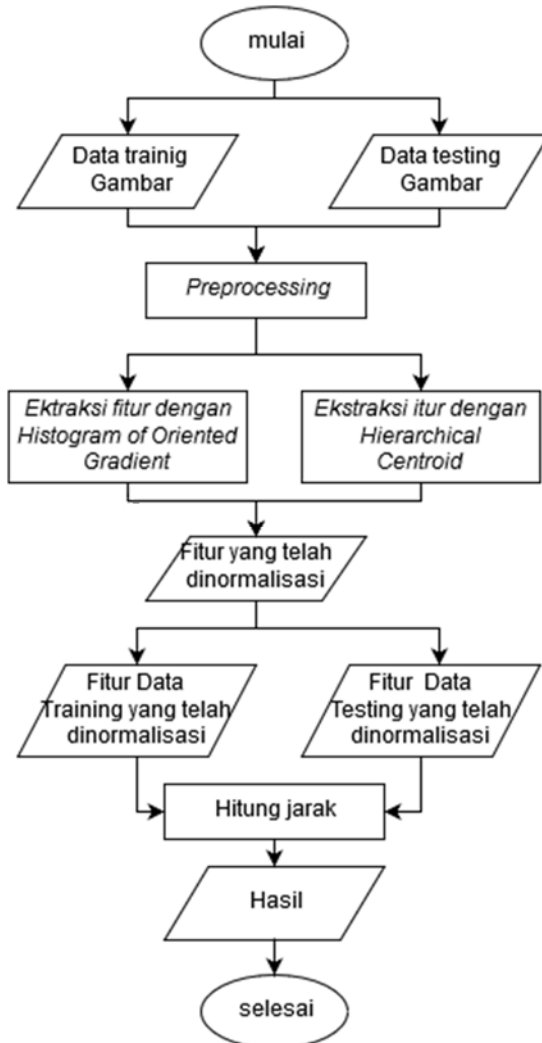 mulai
Data trainig
Gambar
Data testing
Gambar
Preprocessing
Ektraksi fitur dengan
Histogram of Oriented
Gradient
Ekstraksi itur dengan
Hierarchical
Centroid
Fitur yang telah
dinormalisasi
Fitur Data
Training yang telah
dinormalisasi
Fitur Data
Testing yang telah
dinormalisasi
Hitung jarak
Hasil
selesai